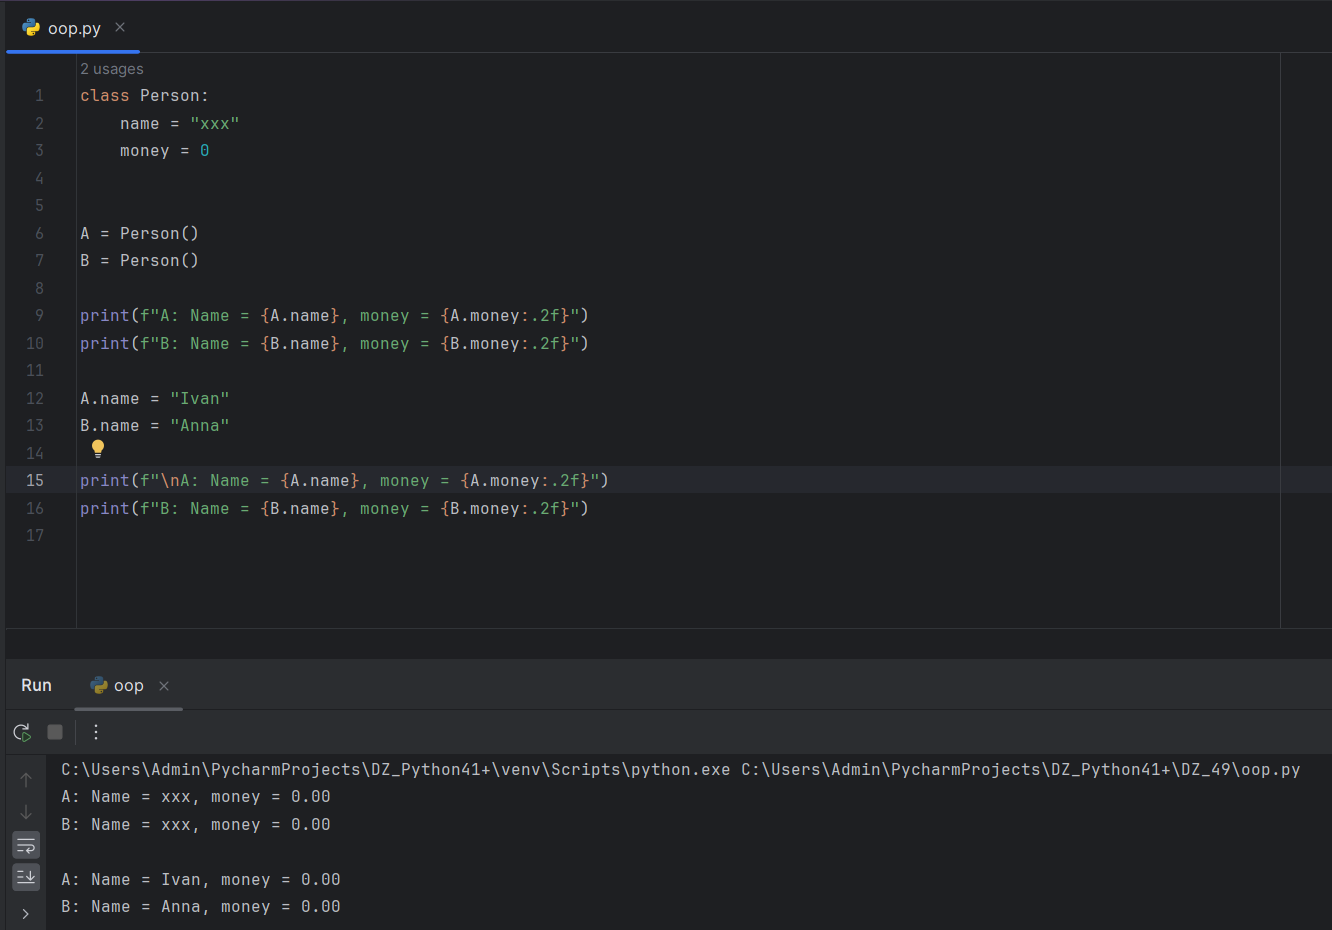 oop.py
2 usages
1 class Person:
2     name = "xxx"
3     money = 0
4
5
6 A = Person()
7 B = Person()
8
9 print(f"A: Name = {A.name}, money = {A.money:.2f}")
10 print(f"B: Name = {B.name}, money = {B.money:.2f}")
11
12 A.name = "Ivan"
13 B.name = "Anna"
14
15 print(f"\nA: Name = {A.name}, money = {A.money:.2f}")
16 print(f"B: Name = {B.name}, money = {B.money:.2f}")
17
Run oop
C:\Users\Admin\PycharmProjects\DZ_Python41+\venv\Scripts\python.exe C:\Users\Admin\PycharmProjects\DZ_Python41+\DZ_49\oop.py
A: Name = xxx, money = 0.00
B: Name = xxx, money = 0.00

A: Name = Ivan, money = 0.00
B: Name = Anna, money = 0.00